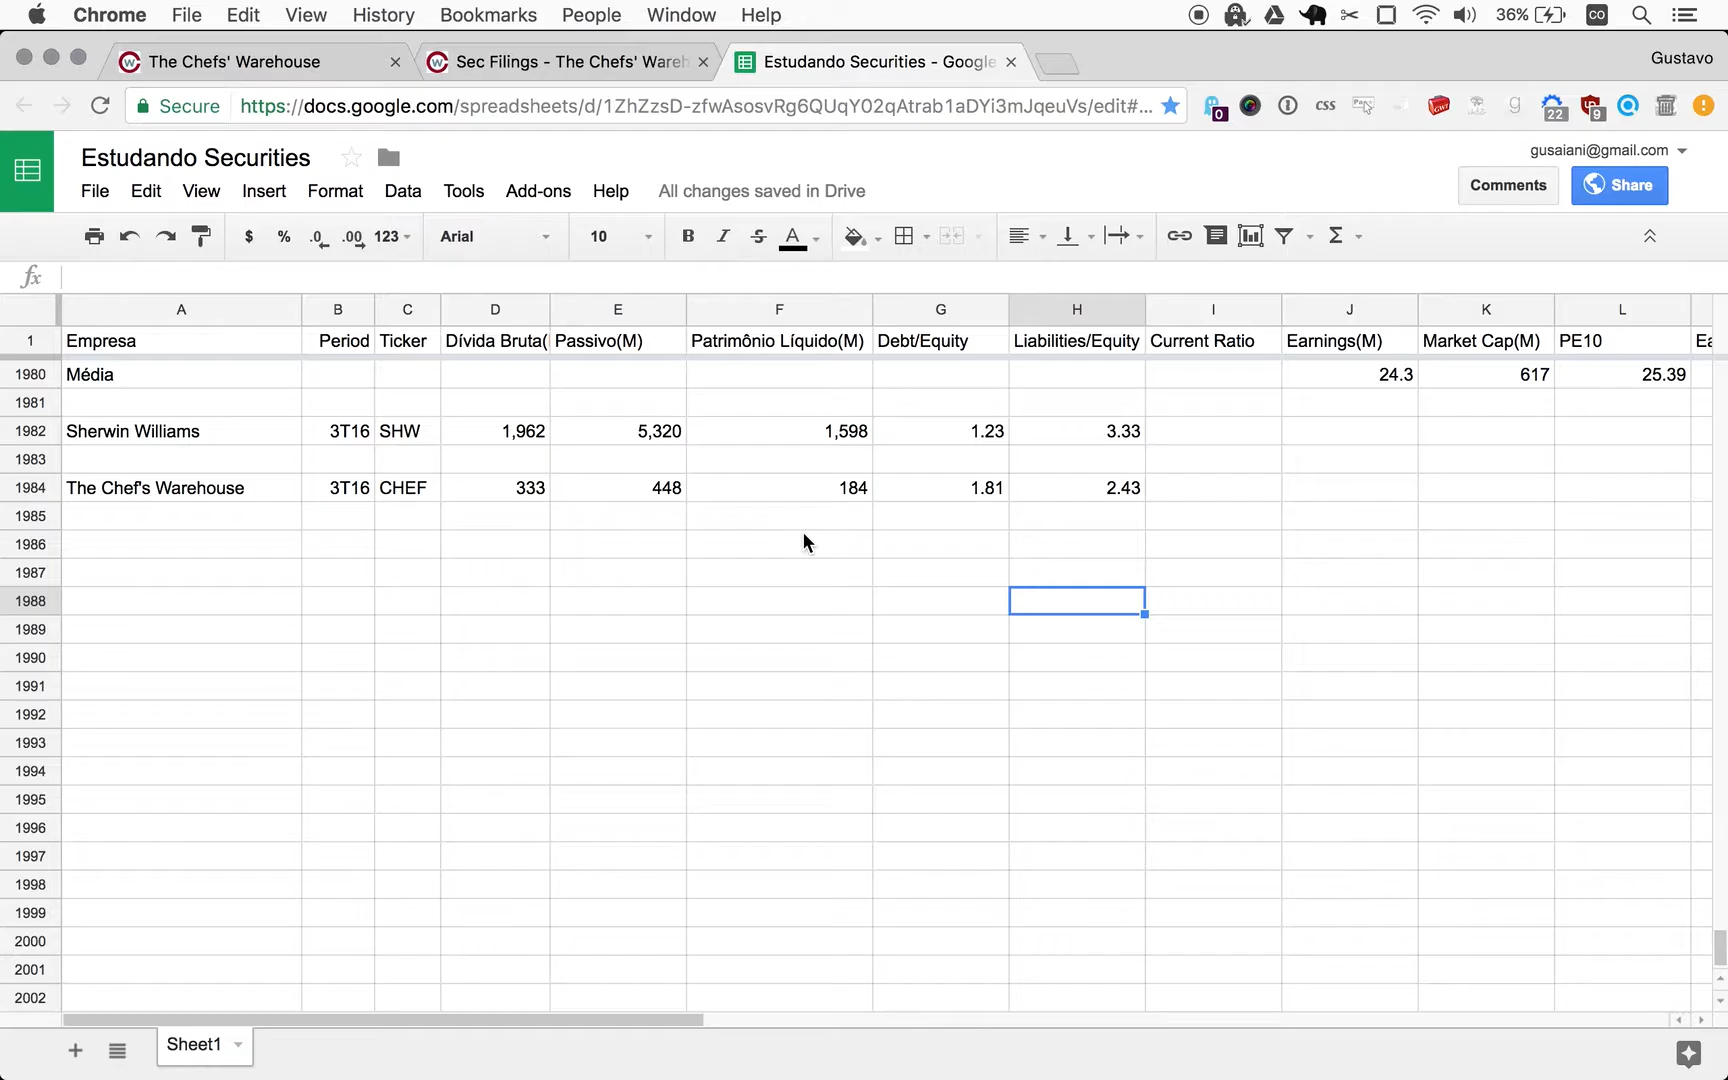 Chrome File Edit View History Bookmarks People Window Help 36%
The Chefs' Warehouse Sec Filings - The Chefs' Wareh Estudando Securities - Google Gustavo
Secure https://docs.google.com/spreadsheets/d/1ZhZzsD-zfwAsosvRg6QUqY02qAtrab1aDYi3mJqeuVs/edit#... 0 css 22 9
Estudando Securities gusaiani@gmail.com
File Edit View Insert Format Data Tools Add-ons Help All changes saved in Drive Comments Share
$ % .0 .00 123 Arial 10 B I S A Σ
fx
A B C D E F G H I J K L
1 Empresa Period Ticker Dívida Bruta( Passivo(M) Patrimônio Líquido(M) Debt/Equity Liabilities/Equity Current Ratio Earnings(M) Market Cap(M) PE10 Ea
1980 Média 24.3 617 25.39
1981
1982 Sherwin Williams 3T16 SHW 1,962 5,320 1,598 1.23 3.33
1983
1984 The Chef's Warehouse 3T16 CHEF 333 448 184 1.81 2.43
1985
1986
1987
1988
1989
1990
1991
1992
1993
1994
1995
1996
1997
1998
1999
2000
2001
2002
Sheet1